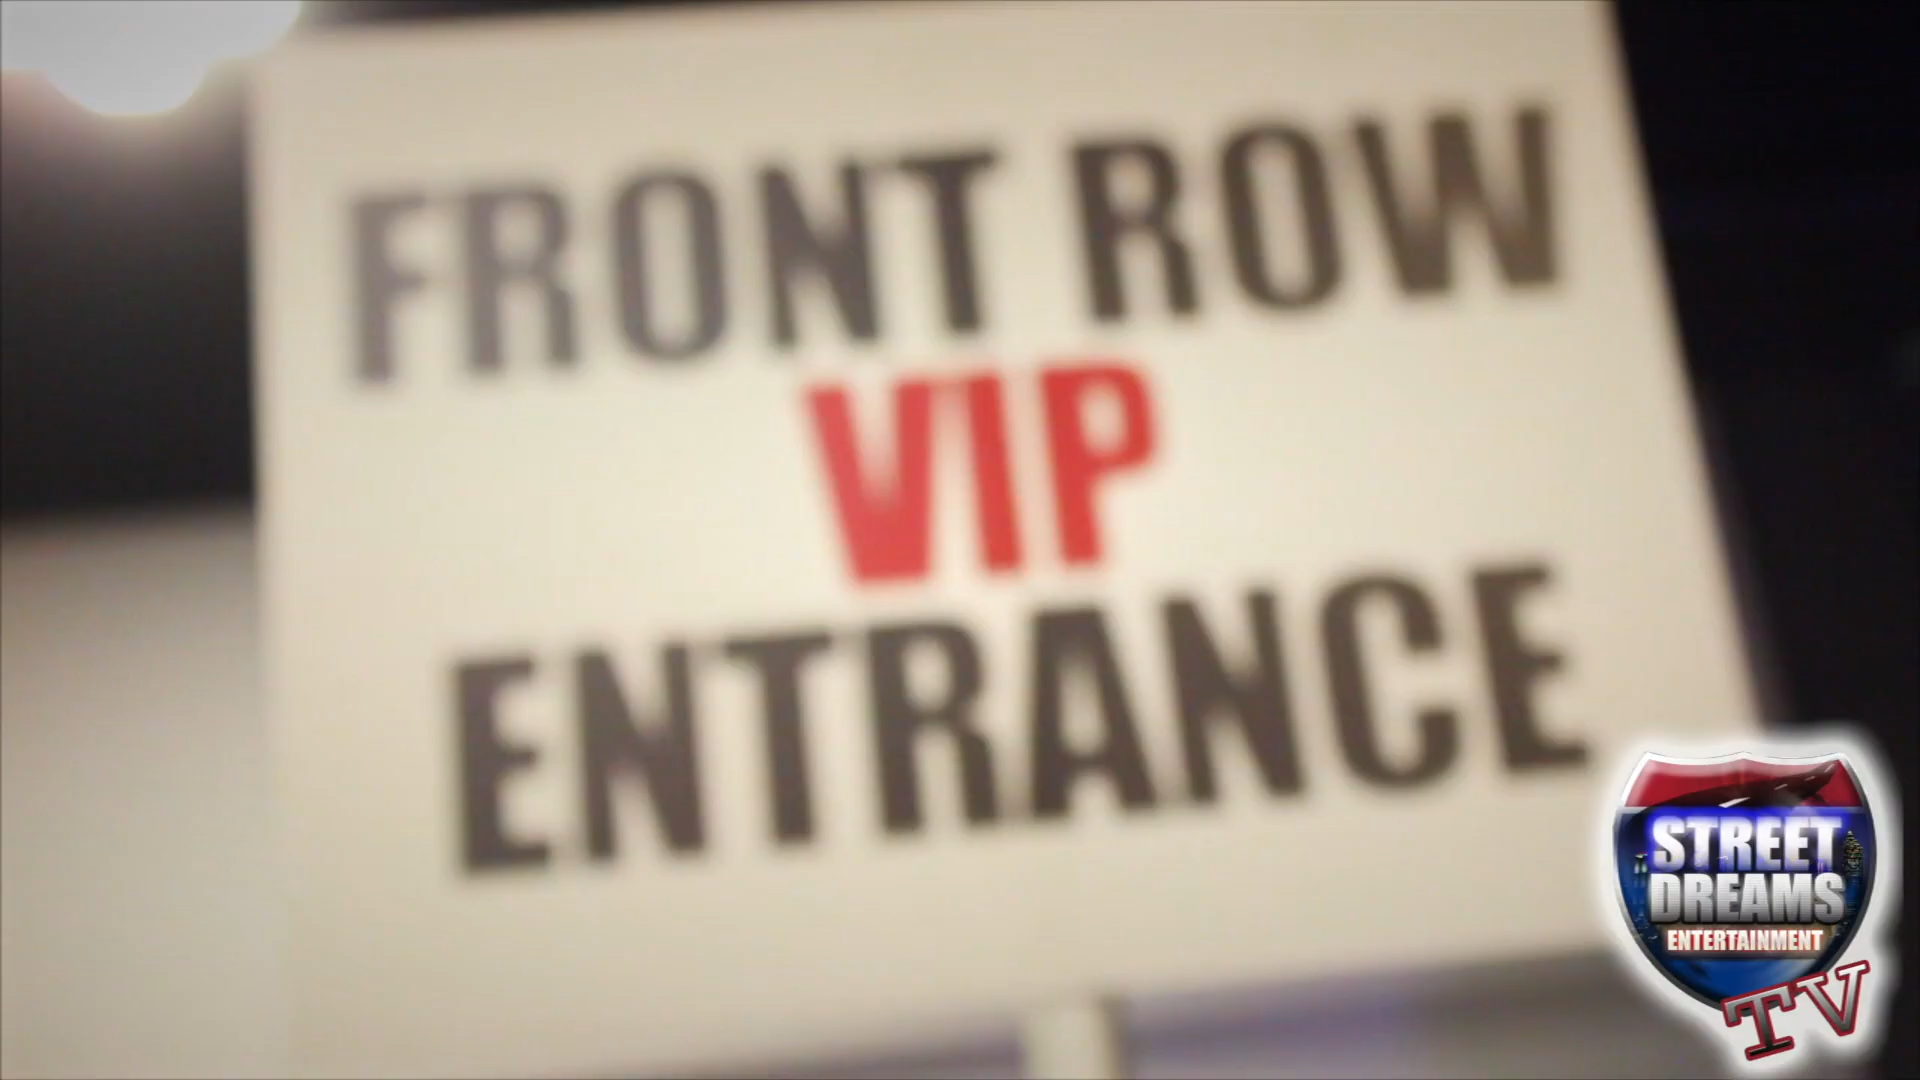 FRONT ROW
VIP
ENTRANCE
STREET
DREAMS
ENTERTAINMENT
TV